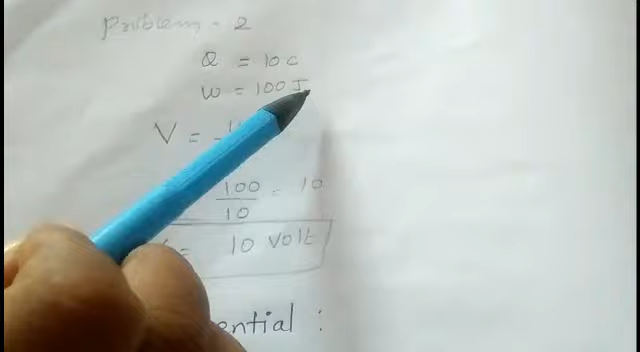 Problem - 2
Q = 10 C
W = 100 J
V =
100/10 = 10
= 10 Volt
ential :